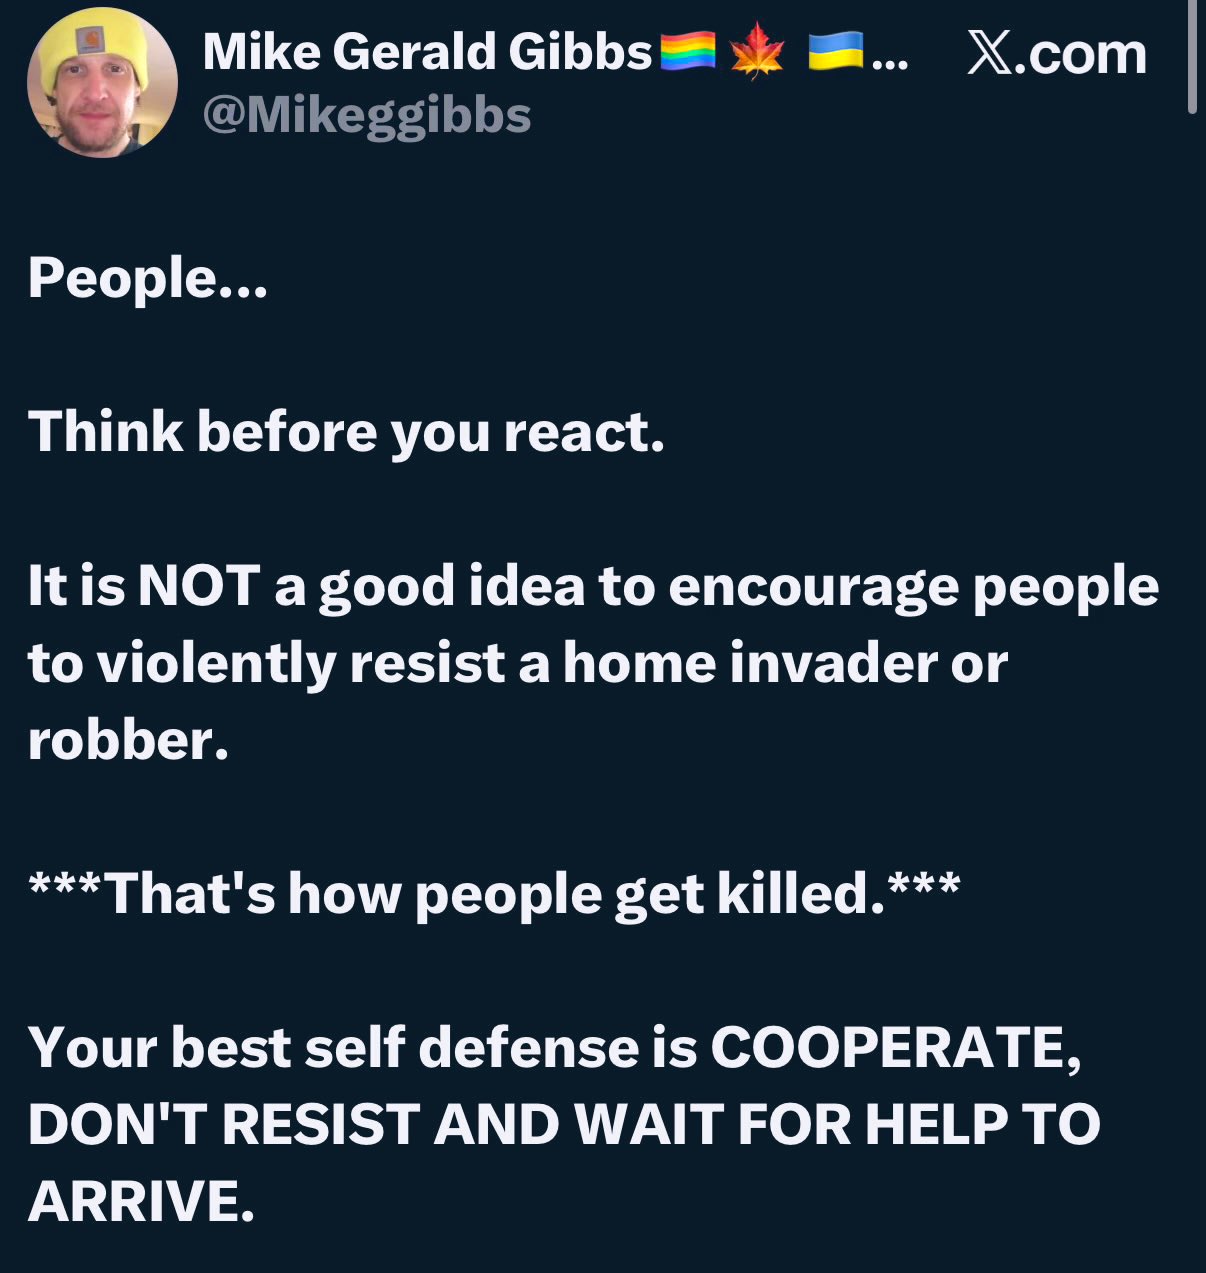 Mike Gerald Gibbs🏳️‍🌈🍁 🇺🇦... X.com
@Mikeggibbs
People...
Think before you react.
It is NOT a good idea to encourage people
to violently resist a home invader or
robber.
***That's how people get killed.***
Your best self defense is COOPERATE,
DON'T RESIST AND WAIT FOR HELP TO
ARRIVE.